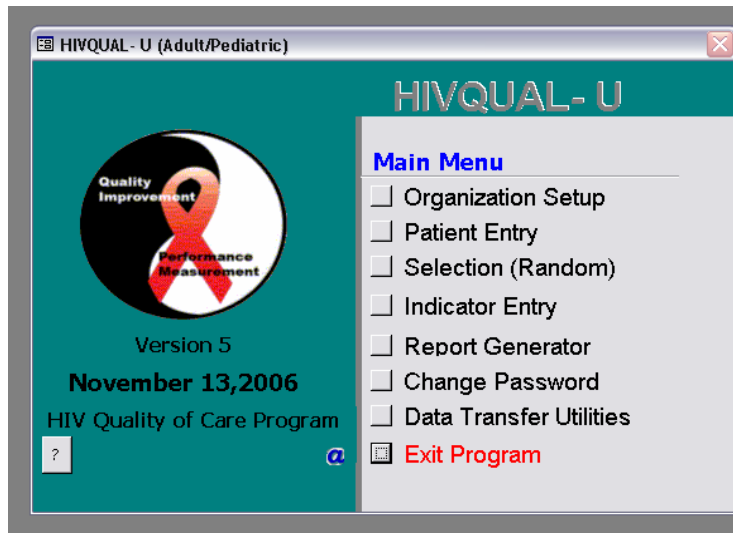 HIVQUAL- U (Adult/Pediatric)
HIVQUAL- U
Quality
Improvement
Performance
Measurement
Version 5
November 13,2006
HIV Quality of Care Program
?
@
Main Menu
Organization Setup
Patient Entry
Selection (Random)
Indicator Entry
Report Generator
Change Password
Data Transfer Utilities
Exit Program